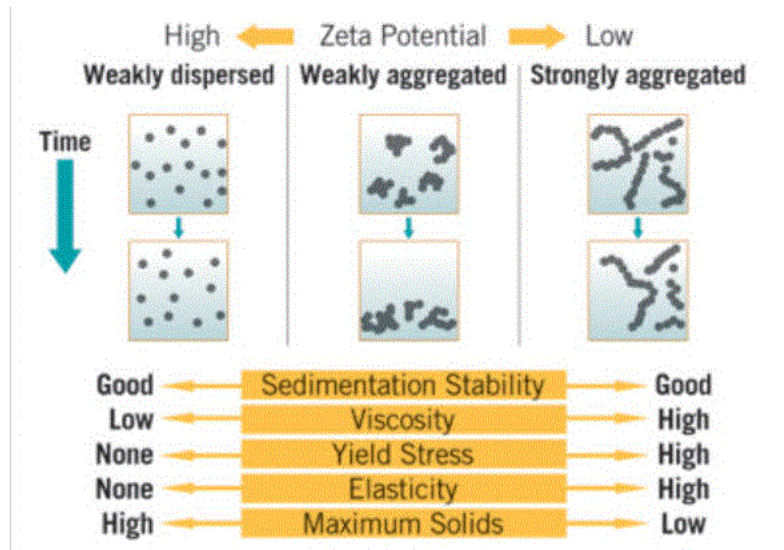 High Zeta Potential Low
Weakly dispersed Weakly aggregated Strongly aggregated
Time
Good Sedimentation Stability Good
Low Viscosity High
None Yield Stress High
None Elasticity High
High Maximum Solids Low